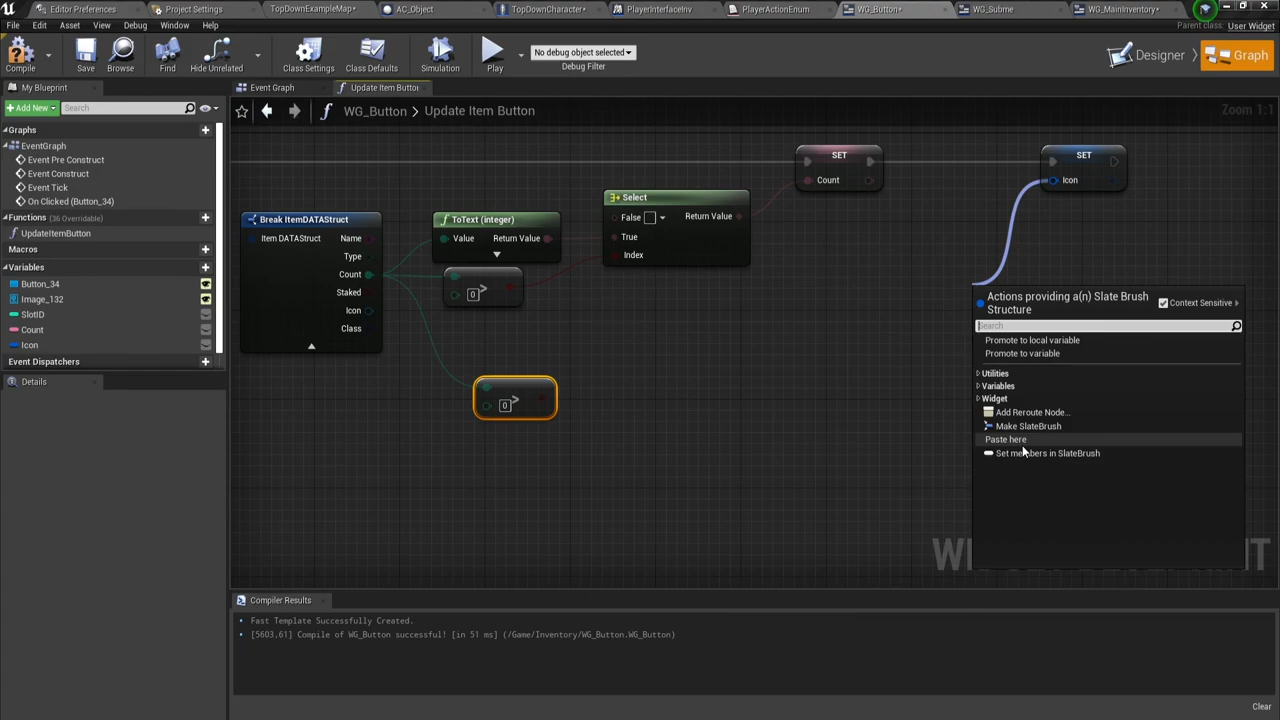 Editor Preferences
Project Settings
TopDownExampleMap*
AC_Object
TopDownCharacter*
PlayerInterfaceInv
PlayerActionEnum
WG_Button*
WG_Subme
WG_MainInventory*
File Edit Asset View Debug Window Help
Parent class: User Widget
Compile Save Browse Find Hide Unrelated Class Settings Class Defaults Simulation Play
No debug object selected
Debug Filter
Designer
Graph
My Blueprint
Event Graph
Update Item Button
+Add New
Search
WG_Button > Update Item Button
Zoom 1:1
Graphs
EventGraph
Event Pre Construct
Event Construct
Event Tick
On Clicked (Button_34)
Functions (36 Overridable)
UpdateItemButton
Macros
Variables
Button_34
Image_132
SlotID
Count
Icon
Event Dispatchers
Details
Break ItemDATAStruct
Item DATAStruct
Name
Type
Count
Staked
Icon
Class
ToText (integer)
Value
Return Value
0 >
Select
False
True
Index
Return Value
SET
Count
SET
Icon
0 >
Actions providing a(n) Slate Brush
Structure
Context Sensitive
Search
Promote to local variable
Promote to variable
Utilities
Variables
Widget
Add Reroute Node...
Make SlateBrush
Paste here
Set members in SlateBrush
Compiler Results
Fast Template Successfully Created.
[5603,61] Compile of WG_Button successful! [in 51 ms] (/Game/Inventory/WG_Button.WG_Button)
Clear